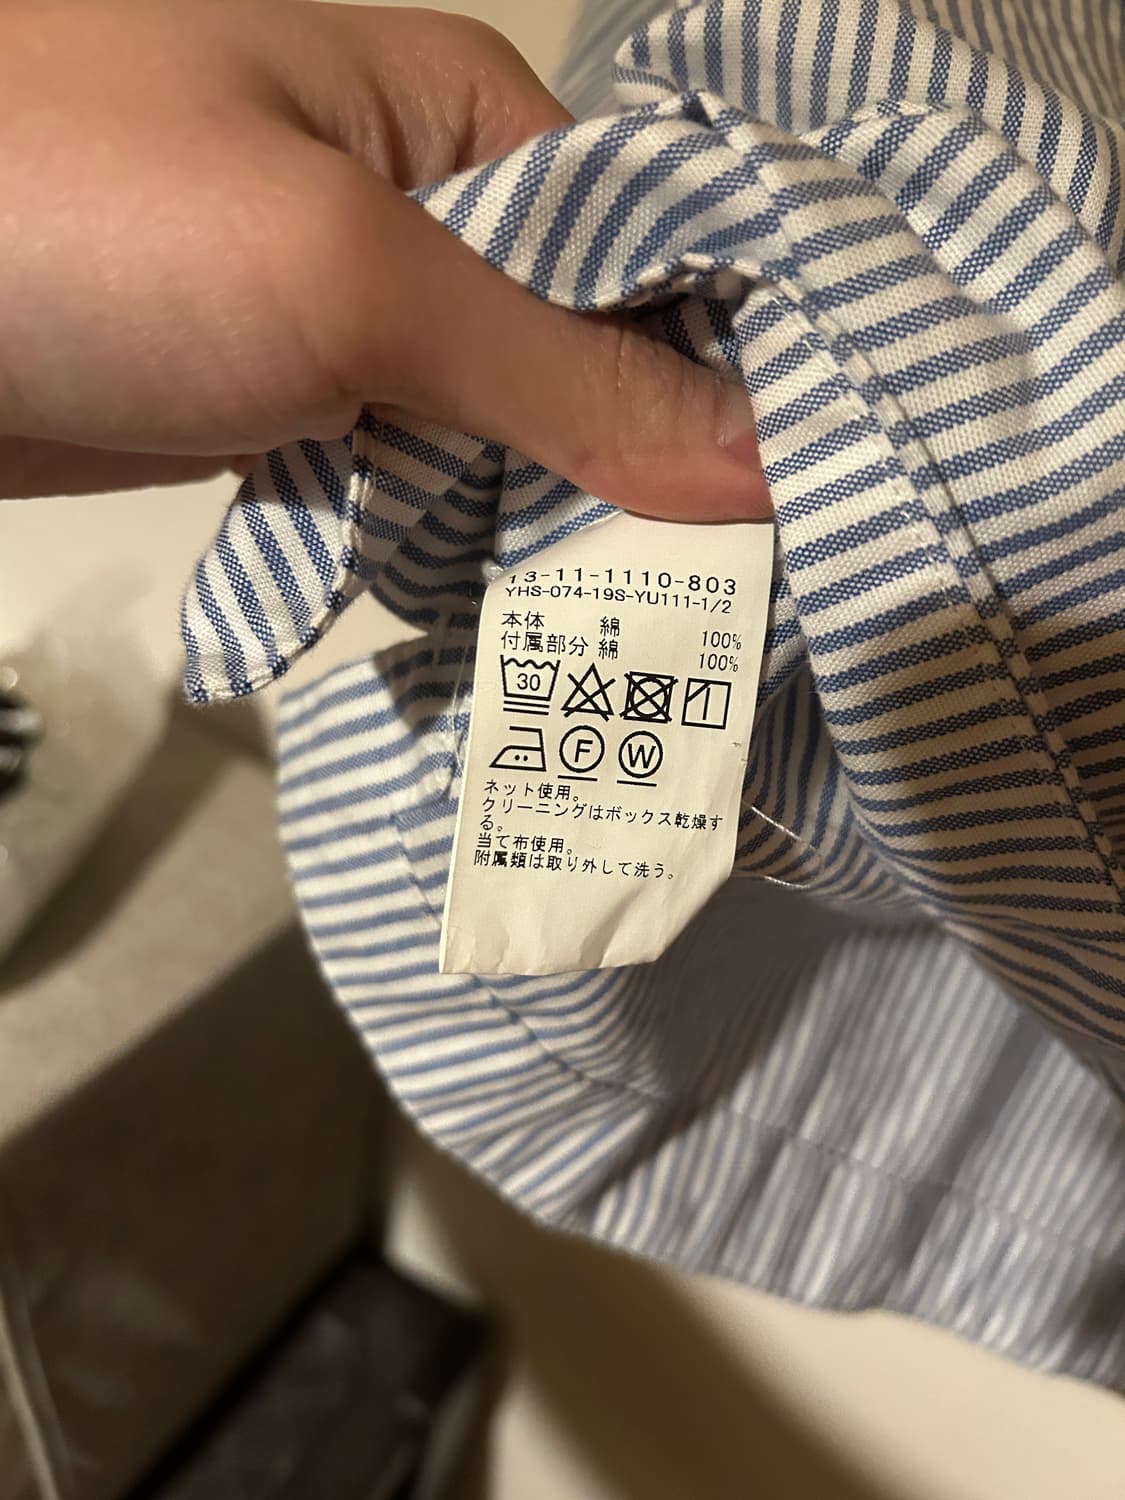 13-11-1110-803
YHS-074-19S-YU111-1/2
本体 綿 100%
付属部分 綿 100%
30
F W
ネット使用。
クリーニングはボックス乾燥す
る。
当て布使用。
附属類は取り外して洗う。